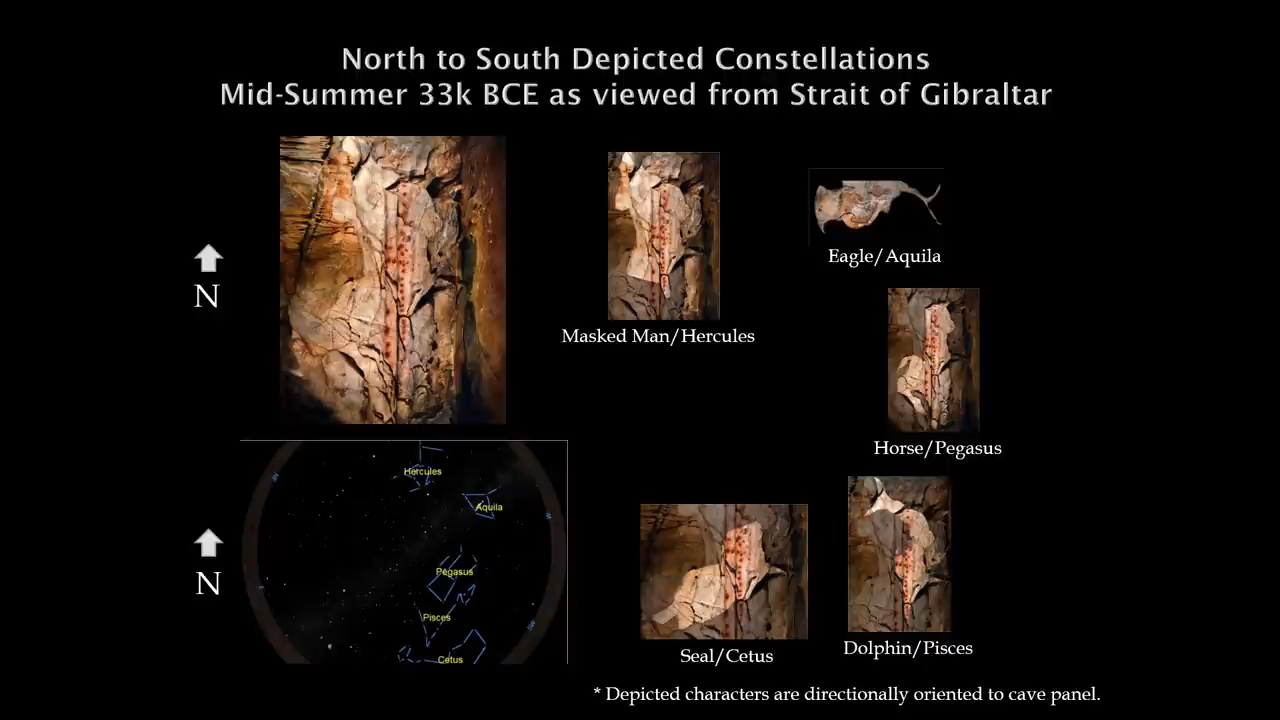 North to South Depicted Constellations
Mid-Summer 33k BCE as viewed from Strait of Gibraltar
N
Masked Man/Hercules
Eagle/Aquila
Horse/Pegasus
Hercules
Aquila
Pegasus
Pisces
Cetus
N
Seal/Cetus
Dolphin/Pisces
* Depicted characters are directionally oriented to cave panel.